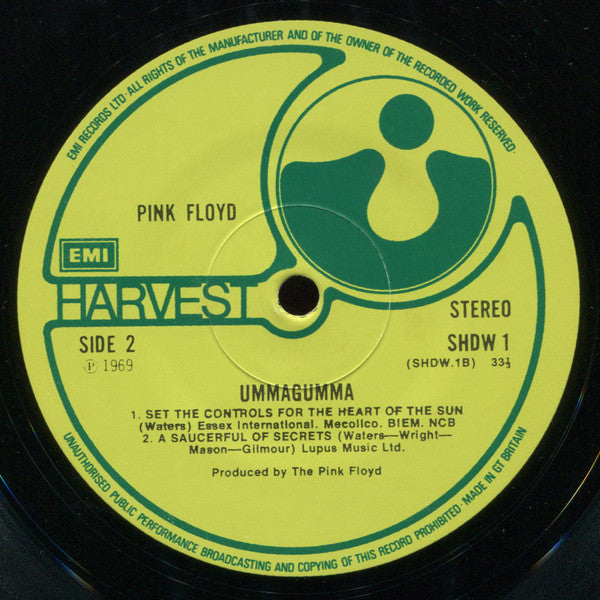 EMI RECORDS LTD·ALL RIGHTS OF THE MANUFACTURER AND OF THE OWNER OF THE RECORDED WORK RESERVED·
PINK FLOYD
EMI
HARVEST
STEREO
SIDE 2
SHDW 1
Ⓟ 1969
(SHDW.1B) 33⅓
UMMAGUMMA
1. SET THE CONTROLS FOR THE HEART OF THE SUN
(Waters) Essex International. Mecolico. BIEM. NCB
2. A SAUCERFUL OF SECRETS (Waters—Wright—
Mason—Gilmour) Lupus Music Ltd.
Produced by The Pink Floyd
UNAUTHORISED PUBLIC PERFORMANCE BROADCASTING AND COPYING OF THIS RECORD PROHIBITED·MADE IN GT BRITAIN